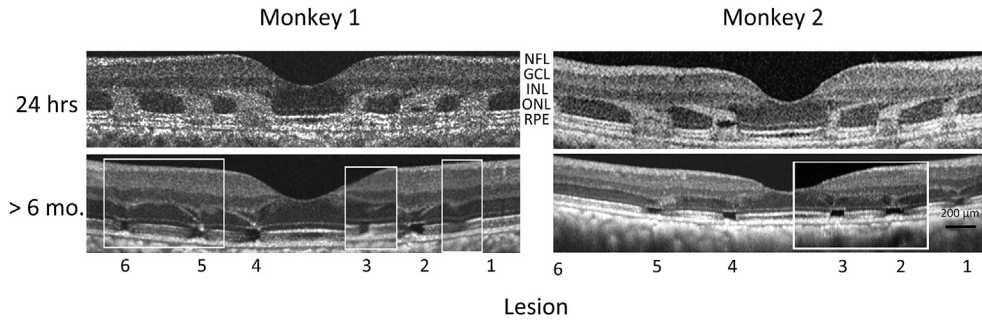 Monkey 1
Monkey 2
24 hrs
NFL
GCL
INL
ONL
RPE
> 6 mo.
200 µm
6 5 4 3 2 1
6 5 4 3 2 1
Lesion